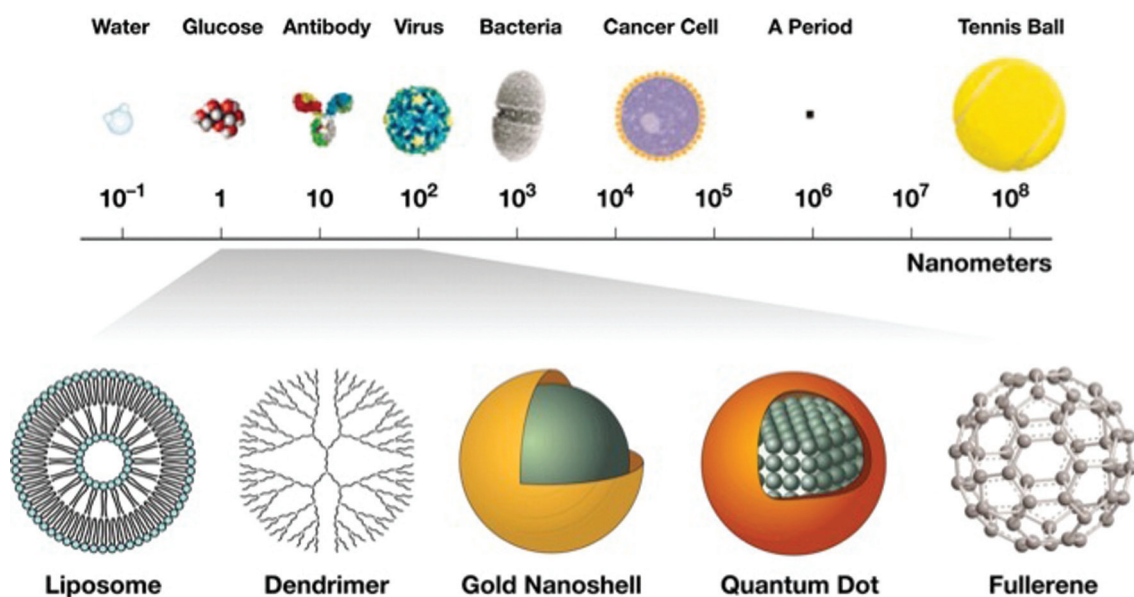 Water Glucose Antibody Virus Bacteria Cancer Cell A Period Tennis Ball
10⁻¹ 1 10 10² 10³ 10⁴ 10⁵ 10⁶ 10⁷ 10⁸
Nanometers
Liposome Dendrimer Gold Nanoshell Quantum Dot Fullerene